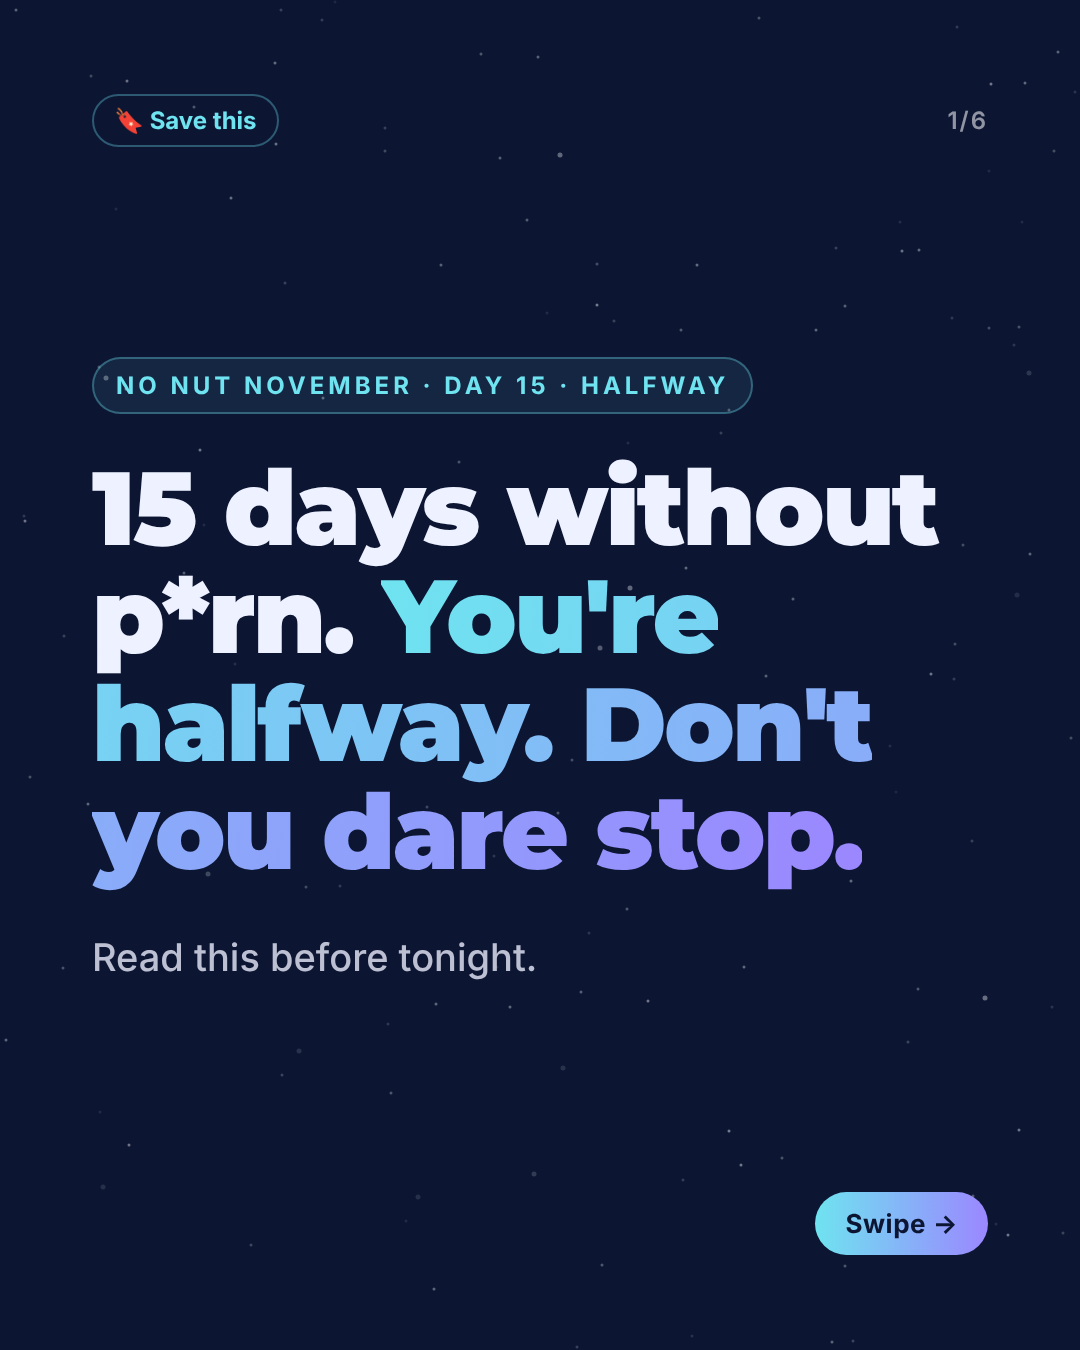 🔖 Save this
1/6
NO NUT NOVEMBER · DAY 15 · HALFWAY
15 days without
p*rn. You're
halfway. Don't
you dare stop.
Read this before tonight.
Swipe →